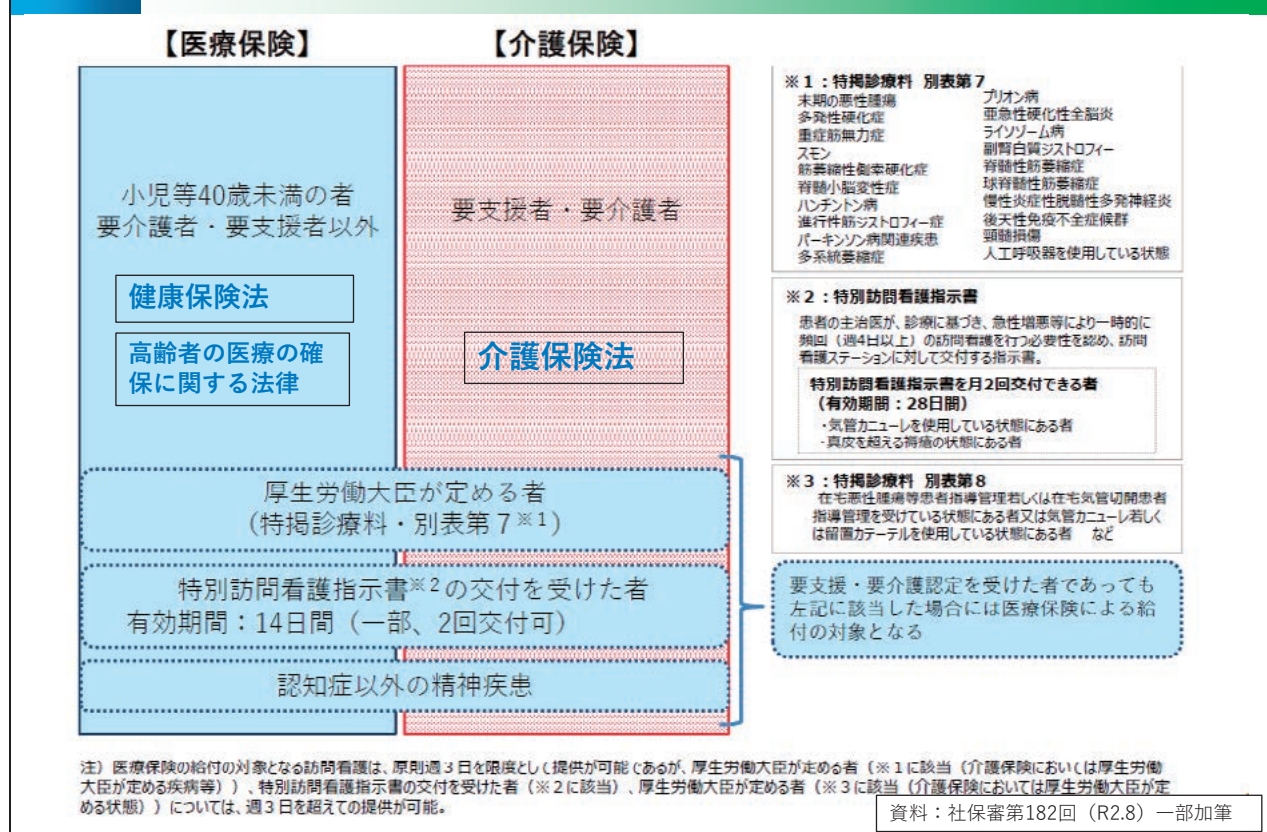 【医療保険】
【介護保険】
小児等40歳未満の者
要介護者・要支援者以外
健康保険法
高齢者の医療の確
保に関する法律
要支援者・要介護者
介護保険法
厚生労働大臣が定める者
（特掲診療料・別表第７※１）
特別訪問看護指示書※２の交付を受けた者
有効期間：14日間（一部、2回交付可）
認知症以外の精神疾患
※１：特掲診療料 別表第７
末期の悪性腫瘍
多発性硬化症
重症筋無力症
スモン
筋萎縮性側索硬化症
脊髄小脳変性症
ハンチントン病
進行性筋ジストロフィー症
パーキンソン病関連疾患
多系統萎縮症
プリオン病
亜急性硬化性全脳炎
ライソゾーム病
副腎白質ジストロフィー
脊髄性筋萎縮症
球脊髄性筋萎縮症
慢性炎症性脱髄性多発神経炎
後天性免疫不全症候群
頸髄損傷
人工呼吸器を使用している状態
※２：特別訪問看護指示書
患者の主治医が、診療に基づき、急性増悪等により一時的に
頻回（週4日以上）の訪問看護を行う必要性を認め、訪問
看護ステーションに対して交付する指示書。
特別訪問看護指示書を月2回交付できる者
（有効期間：28日間）
・気管カニューレを使用している状態にある者
・真皮を超える褥瘡の状態にある者
※３：特掲診療料 別表第８
在宅悪性腫瘍等患者指導管理若しくは在宅気管切開患者
指導管理を受けている状態にある者又は気管カニューレ若しく
は留置カテーテルを使用している状態にある者 など
要支援・要介護認定を受けた者であっても
左記に該当した場合には医療保険による給
付の対象となる
注）医療保険の給付の対象となる訪問看護は、原則週３日を限度として提供が可能であるが、厚生労働大臣が定める者（※１に該当（介護保険においては厚生労働
大臣が定める疾病等））、特別訪問看護指示書の交付を受けた者（※２に該当）、厚生労働大臣が定める者（※３に該当（介護保険においては厚生労働大臣が定
める状態））については、週３日を超えての提供が可能。
資料：社保審第182回（R2.8）一部加筆